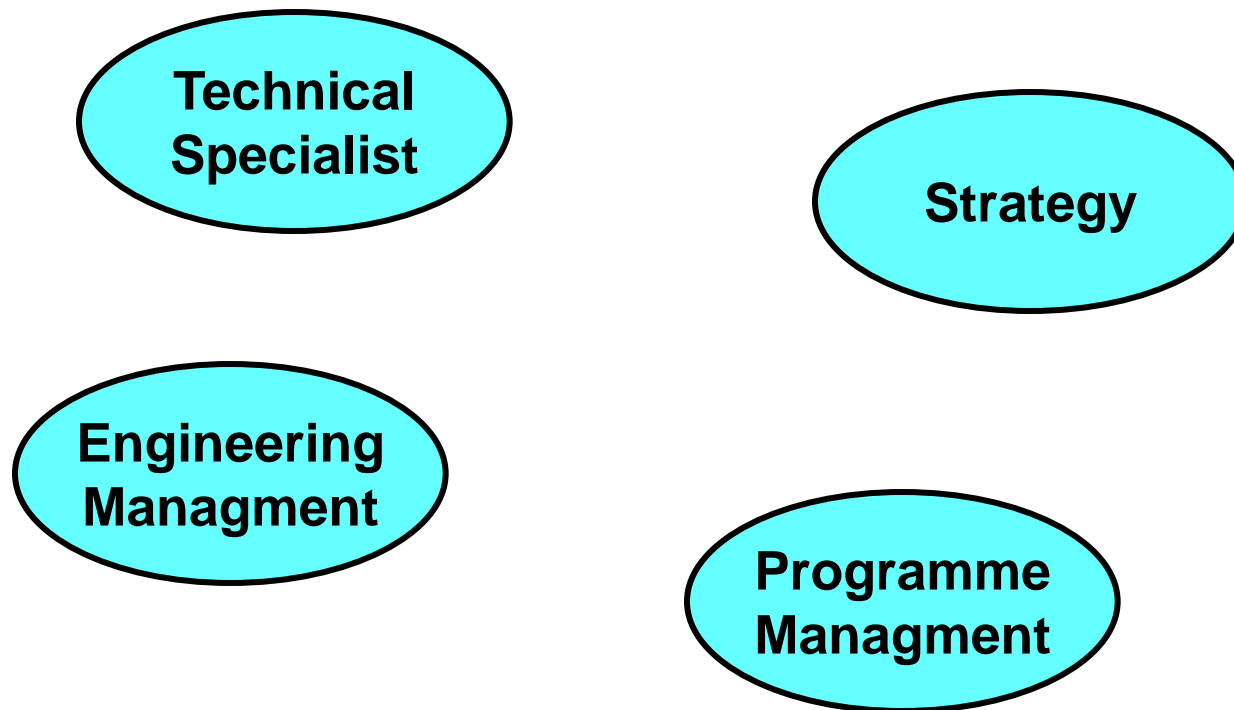 Technical
Specialist
Strategy
Engineering
Managment
Programme
Managment